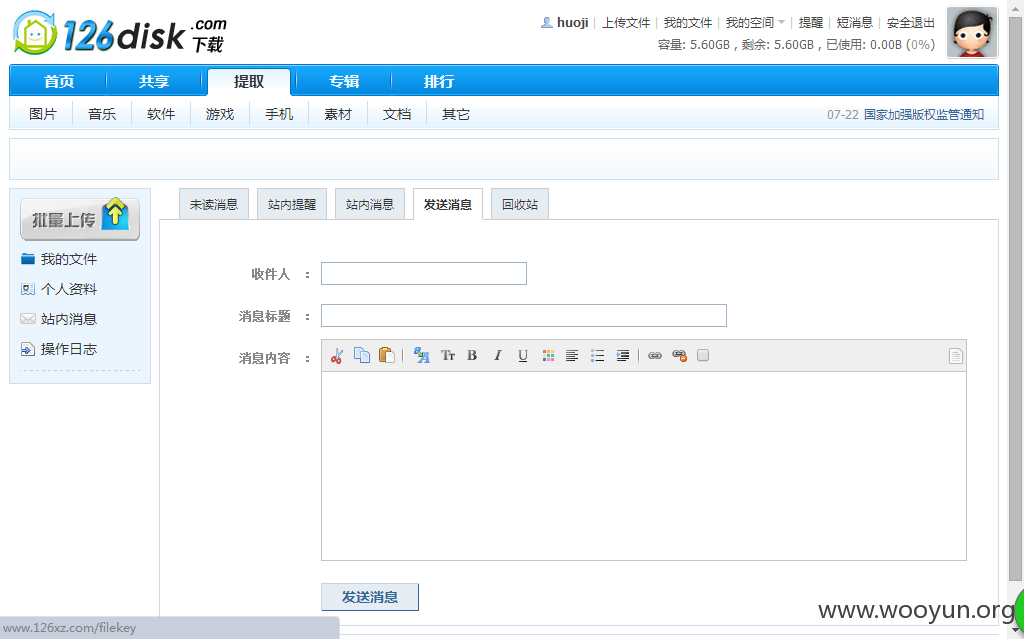 126disk .com 下载
huoji 上传文件 我的文件 我的空间 提醒 短消息 安全退出
容量: 5.60GB , 剩余: 5.60GB , 已使用: 0.00B (0%)
首页 共享 提取 专辑 排行
图片 音乐 软件 游戏 手机 素材 文档 其它 07-22 国家加强版权监管通知
批量上传
我的文件
个人资料
站内消息
操作日志
未读消息 站内提醒 站内消息 发送消息 回收站
收件人 :
消息标题 :
消息内容 :
Tr B I U
发送消息
www.wooyun.org
www.126xz.com/filekey